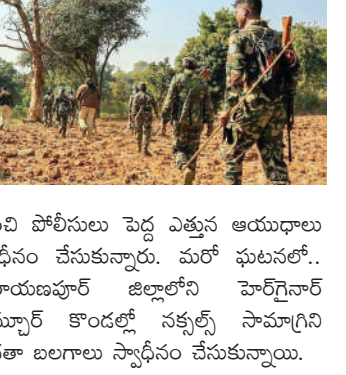 చి పోలీసులు పెద్ద ఎత్తున ఆయుధాలు
ధీనం చేసుకున్నారు. మరో ఘటనలో..
రాయణపూర్ జిల్లాలోని హెర్‌గైనార్
మ్చూర్ కొండల్లో నక్సల్స్ సామాగ్రిని
తా బలగాలు స్వాధీనం చేసుకున్నాయి.